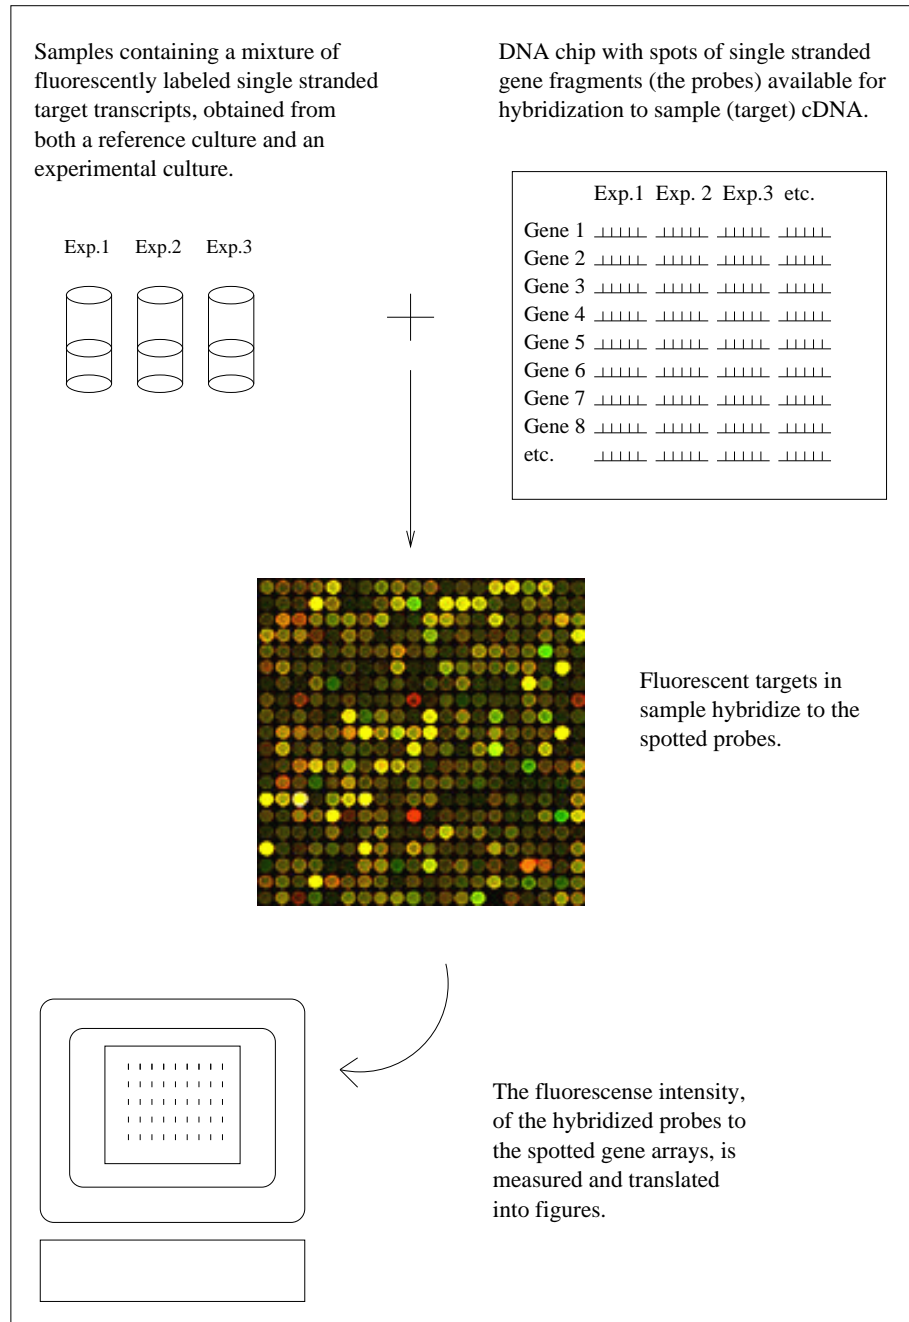 Samples containing a mixture of
fluorescently labeled single stranded
target transcripts, obtained from
both a reference culture and an
experimental culture.
DNA chip with spots of single stranded
gene fragments (the probes) available for
hybridization to sample (target) cDNA.
Exp.1 Exp.2 Exp.3
Exp.1 Exp. 2 Exp.3 etc.
Gene 1
Gene 2
Gene 3
Gene 4
Gene 5
Gene 6
Gene 7
Gene 8
etc.
Fluorescent targets in
sample hybridize to the
spotted probes.
The fluorescense intensity,
of the hybridized probes to
the spotted gene arrays, is
measured and translated
into figures.